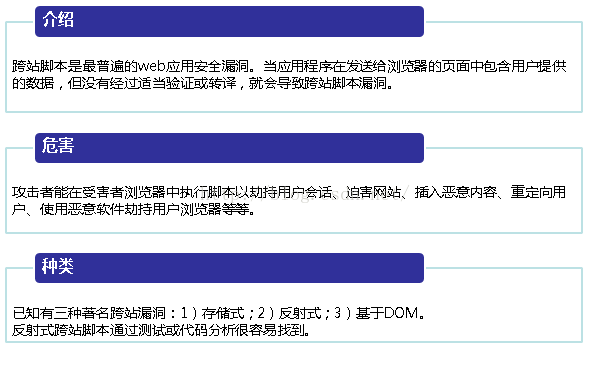 介绍
跨站脚本是最普遍的web应用安全漏洞。当应用程序在发送给浏览器的页面中包含用户提供
的数据，但没有经过适当验证或转译，就会导致跨站脚本漏洞。
危害
攻击者能在受害者浏览器中执行脚本以劫持用户会话、迫害网站、插入恶意内容、重定向用
户、使用恶意软件劫持用户浏览器等等。
种类
已知有三种著名跨站漏洞：1）存储式；2）反射式；3）基于DOM。
反射式跨站脚本通过测试或代码分析很容易找到。